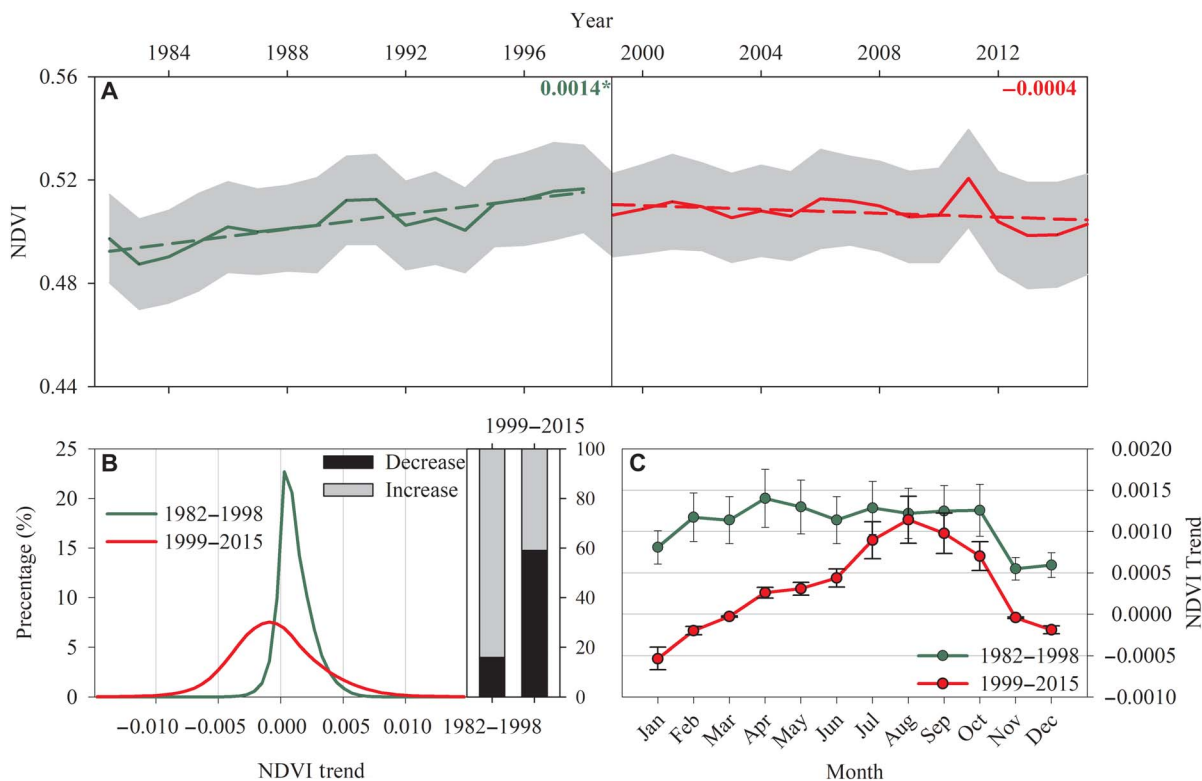 Year
1984 1988 1992 1996 2000 2004 2008 2012
0.56
A
0.0014*
−0.0004
0.52
NDVI
0.48
0.44
1999−2015
25
B
Decrease
100
20
Increase
80
1982−1998
15
1999−2015
60
Precentage (%)
10
40
5
20
0
0
−0.010 −0.005 0.000 0.005 0.010
1982−1998
NDVI trend
C
0.0020
0.0015
0.0010
0.0005
0.0000
−0.0005
−0.0010
NDVI Trend
1982−1998
1999−2015
Jan Feb Mar Apr May Jun Jul Aug Sep Oct Nov Dec
Month